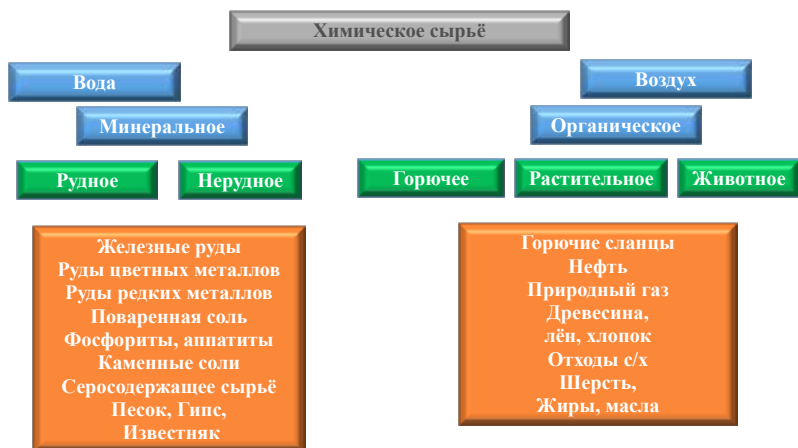 Химическое сырьё
Вода
Воздух
Минеральное
Органическое
Рудное
Нерудное
Горючее
Растительное
Животное
Железные руды
Руды цветных металлов
Руды редких металлов
Поваренная соль
Фосфориты, аппатиты
Каменные соли
Серосодержащее сырьё
Песок, Гипс,
Известняк
Горючие сланцы
Нефть
Природный газ
Древесина,
лён, хлопок
Отходы с/х
Шерсть,
Жиры, масла